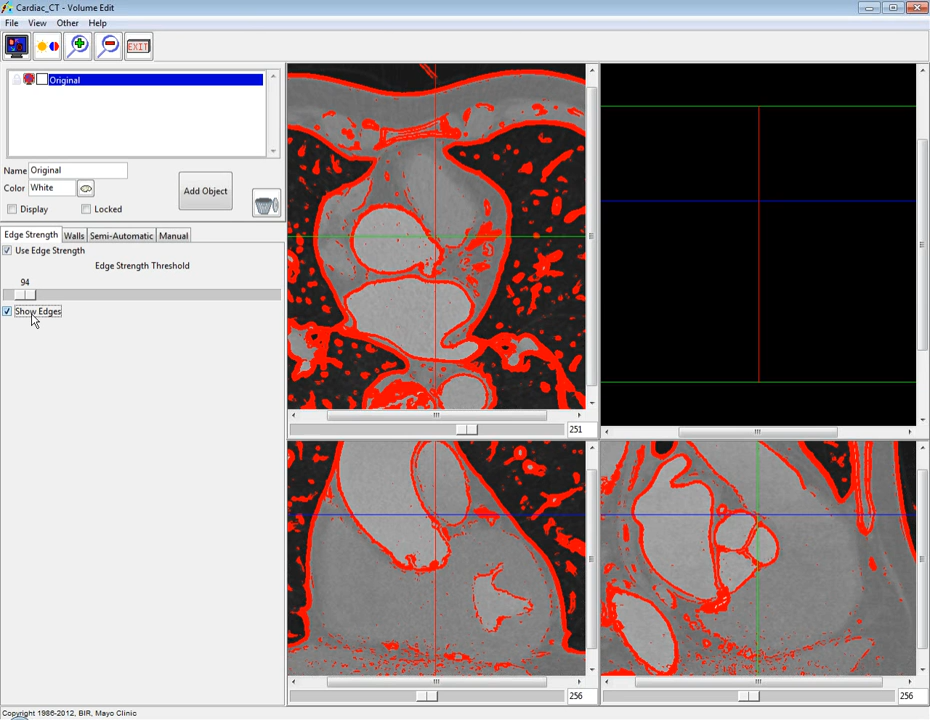 Cardiac_CT - Volume Edit
File View Other Help
EXIT
Original
Name Original
Color White
Add Object
Display Locked
Edge Strength Walls Semi-Automatic Manual
Use Edge Strength
Edge Strength Threshold
94
Show Edges
251
256
256
Copyright 1986-2012, BIR, Mayo Clinic